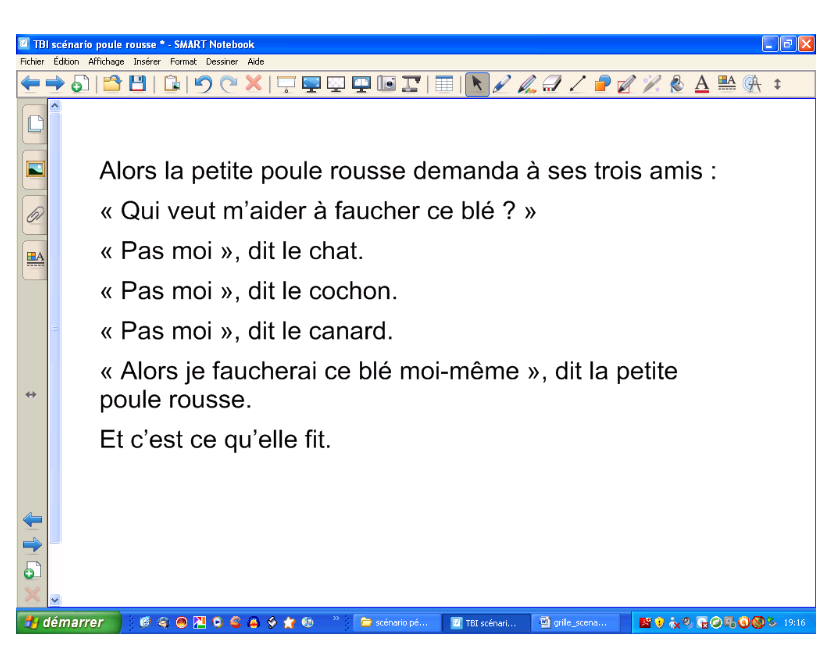 TBI scénario poule rousse * - SMART Notebook
Fichier Édition Affichage Insérer Format Dessiner Aide
Alors la petite poule rousse demanda à ses trois amis :
« Qui veut m’aider à faucher ce blé ? »
« Pas moi », dit le chat.
« Pas moi », dit le cochon.
« Pas moi », dit le canard.
« Alors je faucherai ce blé moi-même », dit la petite
poule rousse.
Et c’est ce qu’elle fit.
démarrer
scénario pé...
TBI scénari...
grille_scena...
19:16